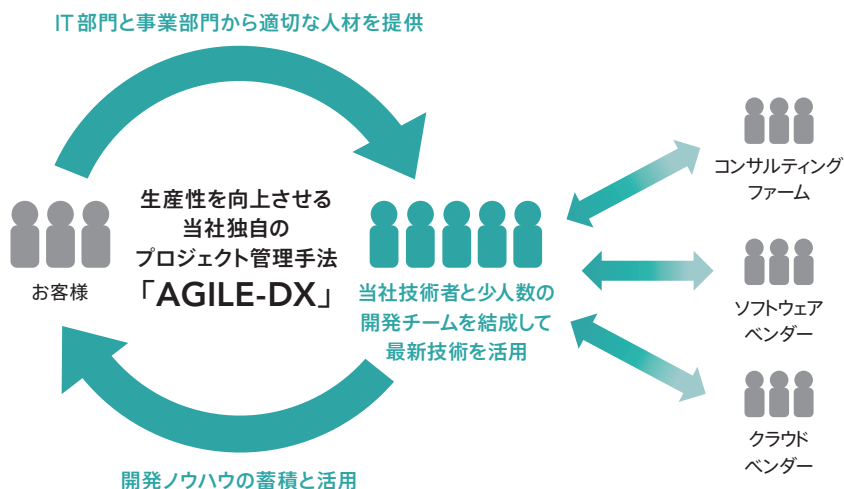 IT部門と事業部門から適切な人材を提供
生産性を向上させる
当社独自の
プロジェクト管理手法
「AGILE-DX」
お客様
当社技術者と少人数の
開発チームを結成して
最新技術を活用
開発ノウハウの蓄積と活用
コンサルティング
ファーム
ソフトウェア
ベンダー
クラウド
ベンダー